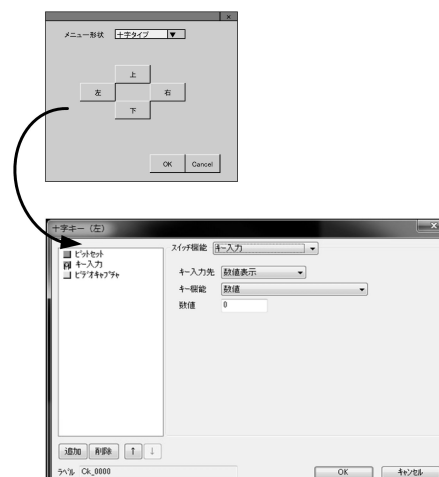 ×
メニュー形状 十字タイプ ▼
上
左 右
下
OK Cancel
十字キー (左)
ビットセット
キー入力
ビデオキャプチャ
スイッチ機能 キー入力
キー入力先 数値表示
キー機能 数値
数値 0
追加 削除 ↑ ↓
ラベル Ck_0000
OK キャンセル